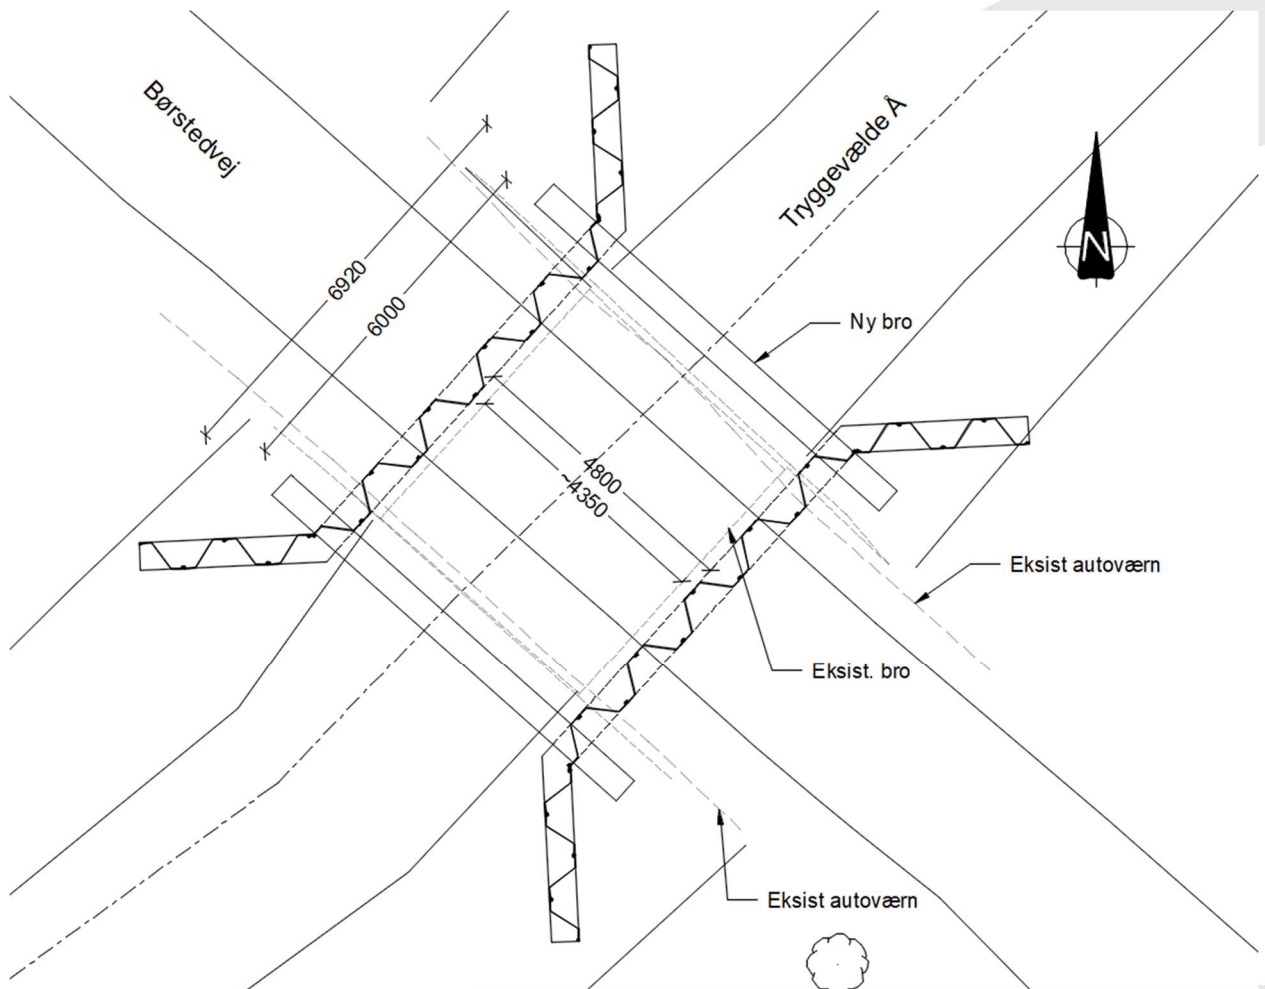 Børstedvej
Tryggevælde Å
N
6920
6000
Ny bro
4800
~4350
Eksist autoværn
Eksist. bro
Eksist autoværn